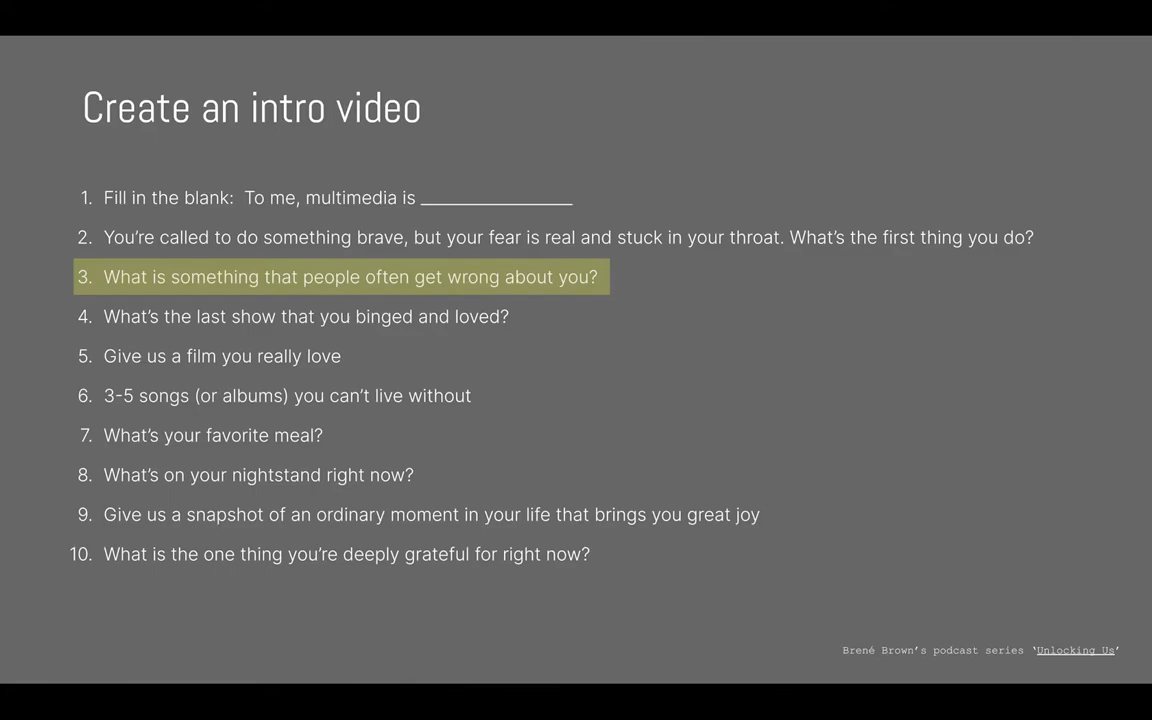 Create an intro video
1. Fill in the blank: To me, multimedia is _______________
2. You’re called to do something brave, but your fear is real and stuck in your throat. What’s the first thing you do?
3. What is something that people often get wrong about you?
4. What’s the last show that you binged and loved?
5. Give us a film you really love
6. 3-5 songs (or albums) you can’t live without
7. What’s your favorite meal?
8. What’s on your nightstand right now?
9. Give us a snapshot of an ordinary moment in your life that brings you great joy
10. What is the one thing you’re deeply grateful for right now?
Brené Brown’s podcast series ‘Unlocking Us’